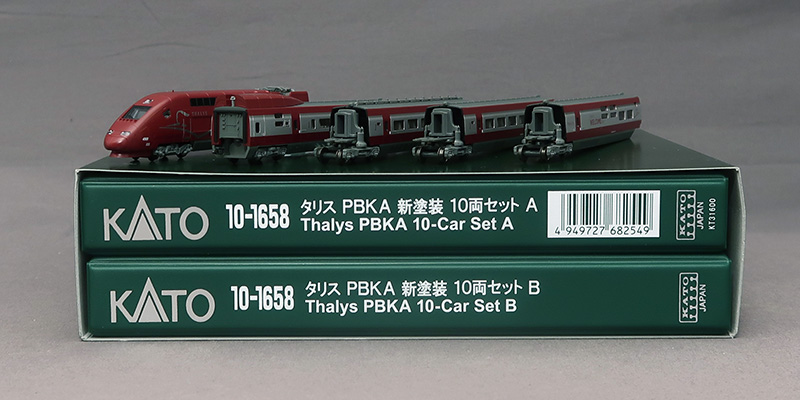 KATO
10-1658
タリス PBKA 新塗装 10両セット A
Thalys PBKA 10-Car Set A
4 949727 682549
KATO
JAPAN
KT31600
KATO
10-1658
タリス PBKA 新塗装 10両セット B
Thalys PBKA 10-Car Set B
KATO
JAPAN